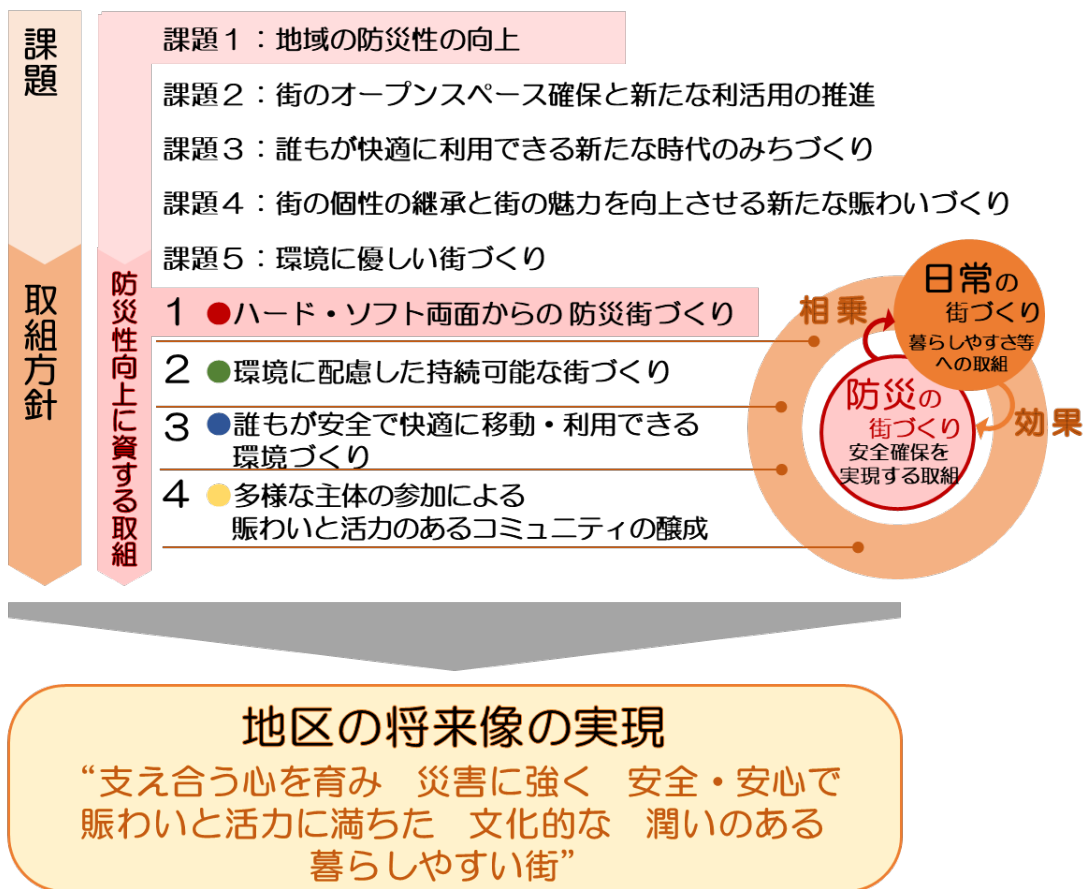 課題
課題１：地域の防災性の向上
課題２：街のオープンスペース確保と新たな利活用の推進
課題３：誰もが快適に利用できる新たな時代のみちづくり
課題４：街の個性の継承と街の魅力を向上させる新たな賑わいづくり
課題５：環境に優しい街づくり
取組方針
防災性向上に資する取組
1 ●ハード・ソフト両面からの 防災街づくり
2 ●環境に配慮した持続可能な街づくり
3 ●誰もが安全で快適に移動・利用できる
環境づくり
4 ●多様な主体の参加による
賑わいと活力のあるコミュニティの醸成
相乗
効果
日常の
街づくり
暮らしやすさ等
への取組
防災の
街づくり
安全確保を
実現する取組
地区の将来像の実現
“支え合う心を育み　災害に強く　安全・安心で
賑わいと活力に満ちた　文化的な　潤いのある
暮らしやすい街”